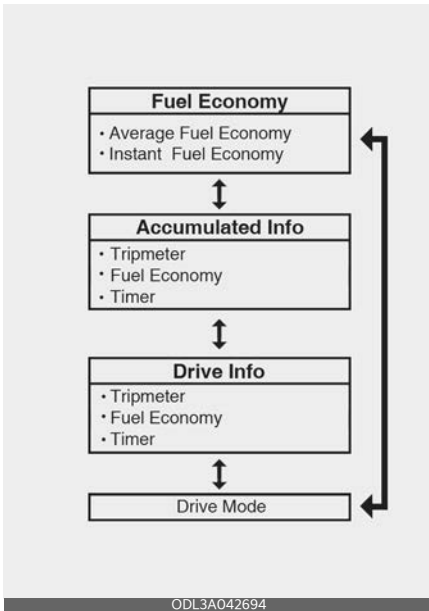 Fuel Economy
• Average Fuel Economy
• Instant Fuel Economy
Accumulated Info
• Tripmeter
• Fuel Economy
• Timer
Drive Info
• Tripmeter
• Fuel Economy
• Timer
Drive Mode
ODL3A042694